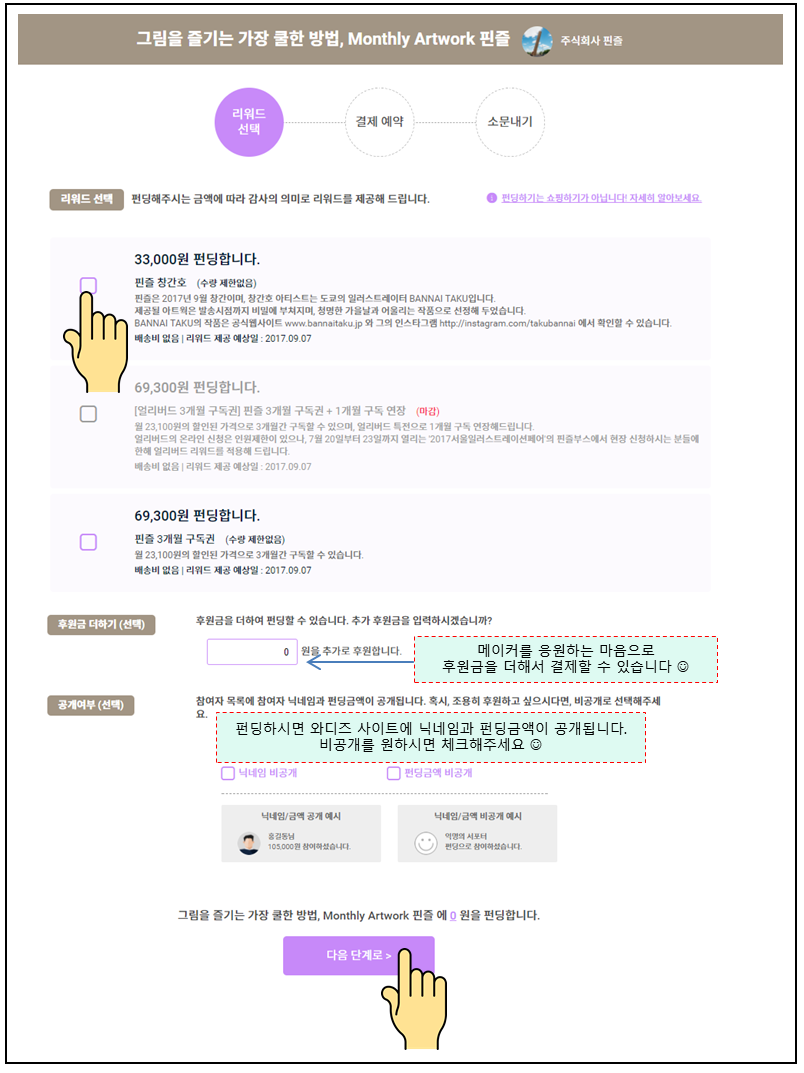 그림을 즐기는 가장 쿨한 방법, Monthly Artwork 핀즐
주식회사 핀즐
리워드
선택
결제 예약
소문내기
리워드 선택
펀딩해주시는 금액에 따라 감사의 의미로 리워드를 제공해 드립니다.
펀딩하기는 쇼핑하기가 아닙니다! 자세히 알아보세요.
33,000원 펀딩합니다.
핀즐 창간호 (수량 제한없음)
핀즐은 2017년 9월 창간이며, 창간호 아티스트는 도쿄의 일러스트레이터 BANNAI TAKU입니다.
제공될 아트웍은 발송시점까지 비밀에 부쳐지며, 청명한 가을날과 어울리는 작품으로 선정해 두었습니다.
BANNAI TAKU의 작품은 공식웹사이트 www.bannaitaku.jp 와 그의 인스타그램 http://instagram.com/takubannai 에서 확인할 수 있습니다.
배송비 없음 | 리워드 제공 예상일 : 2017.09.07
69,300원 펀딩합니다.
[얼리버드 3개월 구독권] 핀즐 3개월 구독권 + 1개월 구독 연장 (마감)
월 23,100원의 할인된 가격으로 3개월간 구독할 수 있으며, 얼리버드 특전으로 1개월 구독 연장해드립니다.
얼리버드의 온라인 신청은 인원제한이 있으나, 7월 20일부터 23일까지 열리는 '2017서울일러스트레이션페어'의 핀즐부스에서 현장 신청하시는 분들에
한해 얼리버드 리워드를 적용해 드립니다.
배송비 없음 | 리워드 제공 예상일 : 2017.09.07
69,300원 펀딩합니다.
핀즐 3개월 구독권 (수량 제한없음)
월 23,100원의 할인된 가격으로 3개월간 구독할 수 있습니다.
배송비 없음 | 리워드 제공 예상일 : 2017.09.07
후원금 더하기 (선택)
후원금을 더하여 펀딩할 수 있습니다. 추가 후원금을 입력하시겠습니까?
0 원을 추가로 후원합니다.
메이커를 응원하는 마음으로
후원금을 더해서 결제할 수 있습니다 ☺
공개여부 (선택)
참여자 목록에 참여자 닉네임과 펀딩금액이 공개됩니다. 혹시, 조용히 후원하고 싶으시다면, 비공개로 선택해주세
요.
펀딩하시면 와디즈 사이트에 닉네임과 펀딩금액이 공개됩니다.
비공개를 원하시면 체크해주세요 ☺
닉네임 비공개
펀딩금액 비공개
닉네임/금액 공개 예시
홍길동님
105,000원 참여하셨습니다.
닉네임/금액 비공개 예시
익명의 서포터
펀딩으로 참여하셨습니다.
그림을 즐기는 가장 쿨한 방법, Monthly Artwork 핀즐 에 0 원을 펀딩합니다.
다음 단계로 >